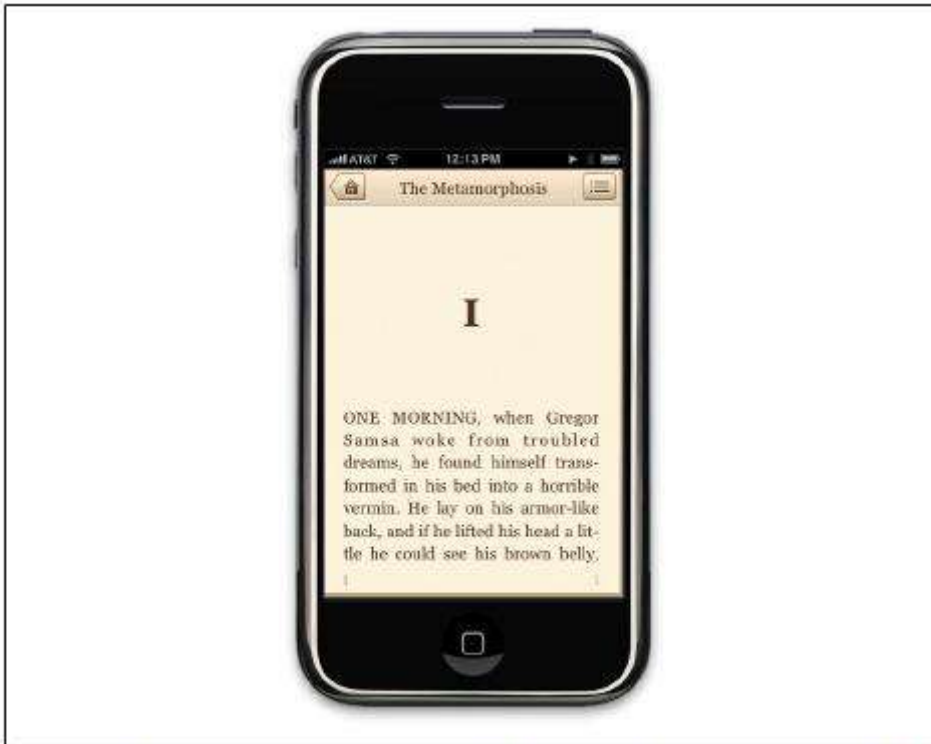 AT&T 12:13 PM
The Metamorphosis
I
ONE MORNING, when Gregor
Samsa woke from troubled
dreams, he found himself trans-
formed in his bed into a horrible
vermin. He lay on his armor-like
back, and if he lifted his head a lit-
tle he could see his brown belly,
1 1